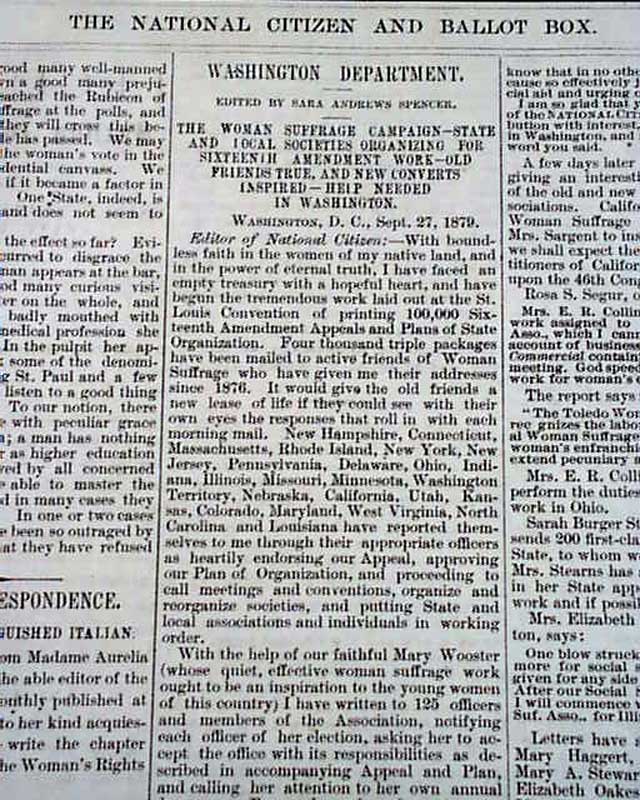 THE NATIONAL CITIZEN AND BALLOT BOX.
good many well-manned
a good many preju-
reached the Rubicon of
suffrage at the polls, and
they will cross this be-
has passed. We may
the woman's vote in the
dential canvass. We
if it became a factor in
One State, indeed, is
and does not seem to
the effect so far? Evi-
curred to disgrace the
man appears at the bar,
many curious visi-
on the whole, and
badly mouthed with
medical profession she
In the pulpit her ap-
some of the denomi-
St. Paul and a few
listen to a good thing
To our notion, there
with peculiar grace
a man has nothing
as higher education
by all concerned
able to master the
in many cases they
In one or two cases
been so outraged by
at they have refused
ESPONDENCE.
GUISHED ITALIAN.
Madame Aurelia
the able editor of the
monthly published at
to her kind acquies-
write the chapter
the Woman's Rights
WASHINGTON DEPARTMENT.
EDITED BY SARA ANDREWS SPENCER.
THE WOMAN SUFFRAGE CAMPAIGN—STATE
AND LOCAL SOCIETIES ORGANIZING FOR
SIXTEENTH AMENDMENT WORK—OLD
FRIENDS TRUE, AND NEW CONVERTS
INSPIRED—HELP NEEDED
IN WASHINGTON.
WASHINGTON, D. C., Sept. 27, 1879.
Editor of National Citizen:—With bound-
less faith in the women of my native land, and
in the power of eternal truth, I have faced an
empty treasury with a hopeful heart, and have
begun the tremendous work laid out at the St.
Louis Convention of printing 100,000 Six-
teenth Amendment Appeals and Plans of State
Organization. Four thousand triple packages
have been mailed to active friends of Woman
Suffrage who have given me their addresses
since 1876. It would give the old friends a
new lease of life if they could see with their
own eyes the responses that roll in with each
morning mail. New Hampshire, Connecticut,
Massachusetts, Rhode Island, New York, New
Jersey, Pennsylvania, Delaware, Ohio, Indi-
ana, Illinois, Missouri, Minnesota, Washington
Territory, Nebraska, California, Utah, Kan-
sas, Colorado, Maryland, West Virginia, North
Carolina and Louisiana have reported them-
selves to me through their appropriate officers
as heartily endorsing our Appeal, approving
our Plan of Organization, and proceeding to
call meetings and conventions, organize and
reorganize societies, and putting State and
local associations and individuals in working
order.
With the help of our faithful Mary Wooster
(whose quiet, effective woman suffrage work
ought to be an inspiration to the young women
of this country) I have written to 125 officers
and members of the Association, notifying
each officer of her election, asking her to ac-
cept the office with its responsibilities as de-
scribed in accompanying Appeal and Plan,
and calling her attention to her own annual
know that in no othe
cause so effectively
cial aid and urging
I am so glad that
of the NATIONAL CIT
bution with interest
in Washington, and
word you said.
A few days later
giving an interesti
of the old and new
sociations. Califo
Woman Suffrage
Mrs. Sargent to ins
we shall expect the
titioners of Califor
upon the 46th Cong
Rosa S. Segur,
Mrs. E. R. Collin
work assigned to
Asso., which I cann
account of business
Commercial contain
meeting. God speed
work for woman's
The report says
"The Toledo Wo
rec gnizes the labor
al Woman Suffrage
woman's enfranchi
extend pecuniary
Mrs. E. R. Colli
perform the duties
work in Ohio.
Sarah Burger St
sends 200 first-cla
State, to whom w
Mrs. Stearns has
in her State app
work and if possi
Mrs. Elizabeth
ton, says:
One blow struck
more for social
given for any side
After our Social
I will commence
Suf. Asso., for Ill
Letters have
Mary Haggert,
Mary A. Stewar
Elizabeth Oakes